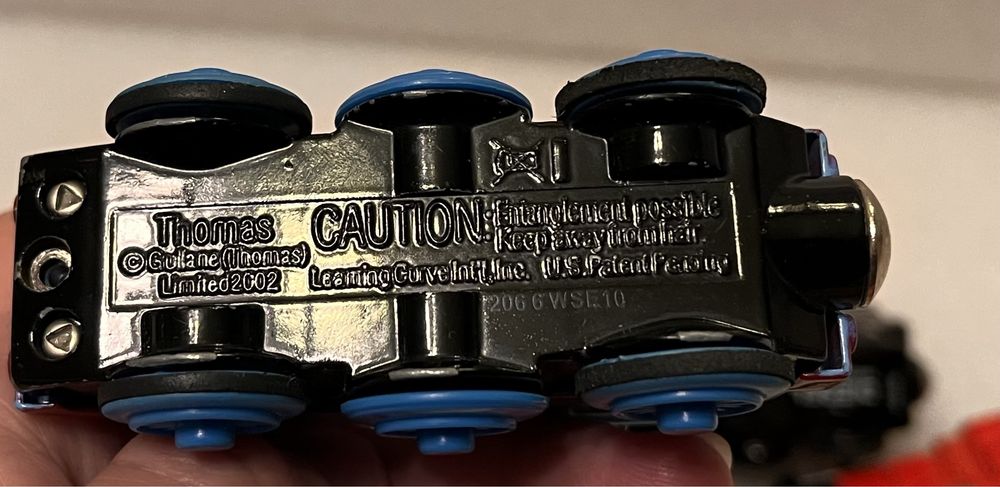 Thomas
© Gullane (Thomas)
Limited 2002
CAUTION:
Entanglement possible
Keep away from hair
Learning Curve Int'l, Inc. (U.S. Patent Pending)
206 6 WSE 10